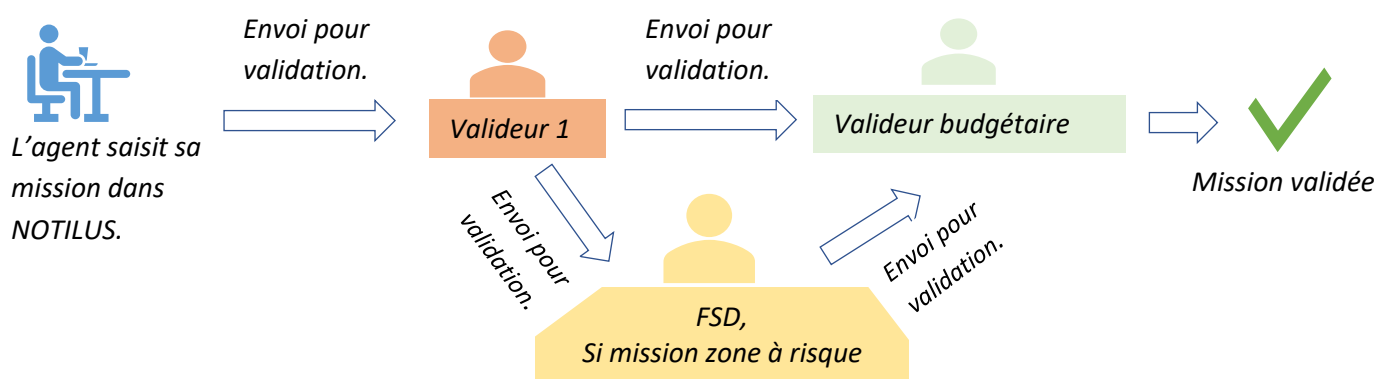 Envoi pour
validation.
Envoi pour
validation.
L’agent saisit sa
mission dans
NOTILUS.
Valideur 1
Valideur budgétaire
Mission validée
Envoi pour
validation.
Envoi pour
validation.
FSD,
Si mission zone à risque